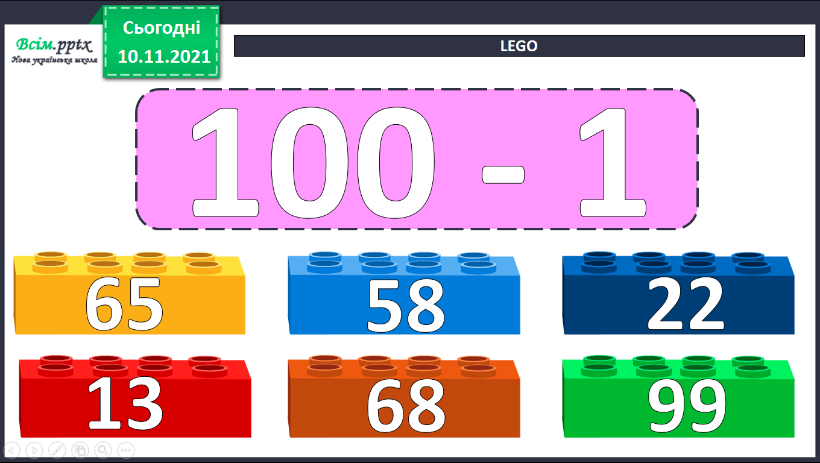 Всім.pptx
Нова українська школа
Сьогодні
10.11.2021
LEGO
100 - 1
65
58
22
13
68
99